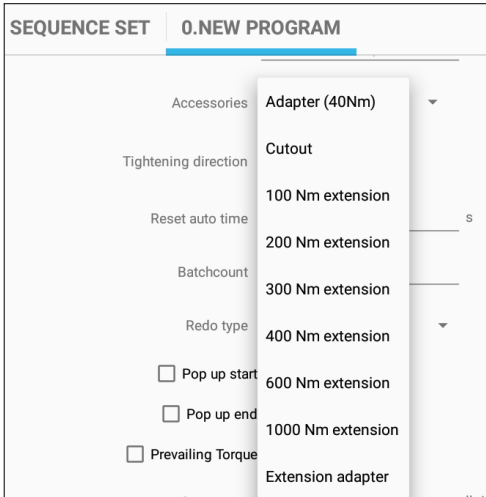 SEQUENCE SET 0.NEW PROGRAM
Accessories Adapter (40Nm)
Cutout
Tightening direction
100 Nm extension
Reset auto time s
200 Nm extension
Batchcount
300 Nm extension
Redo type
400 Nm extension
Pop up start
600 Nm extension
Pop up end
1000 Nm extension
Prevailing Torque
Extension adapter